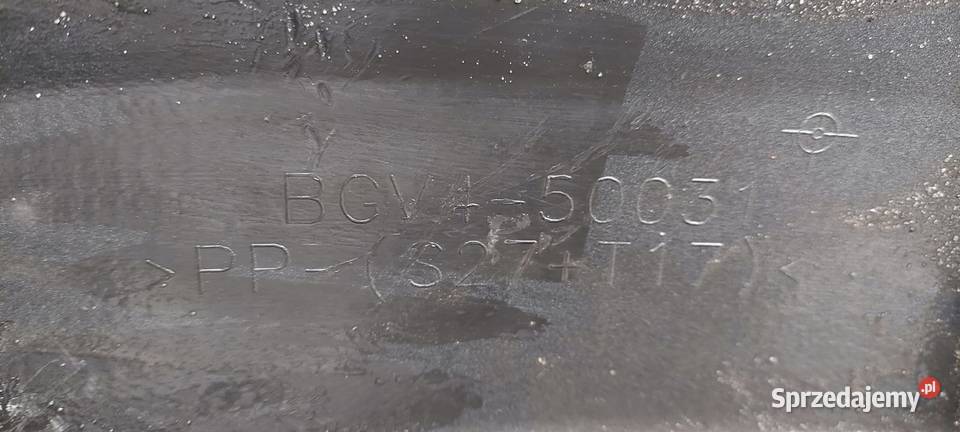 BGV4-50031
>PP-(S27+T17)<
Sprzedajemy.pl